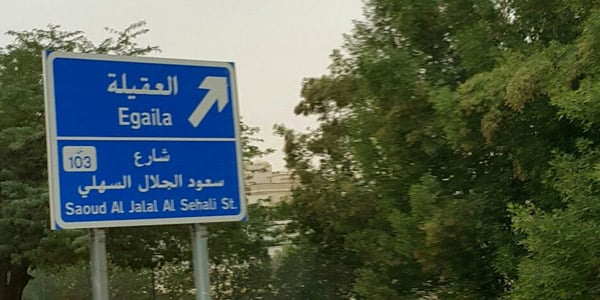 العقيلة
Egaila
103
شارع
سعود الجلال السهلي
Saoud Al Jalal Al Sehali St.